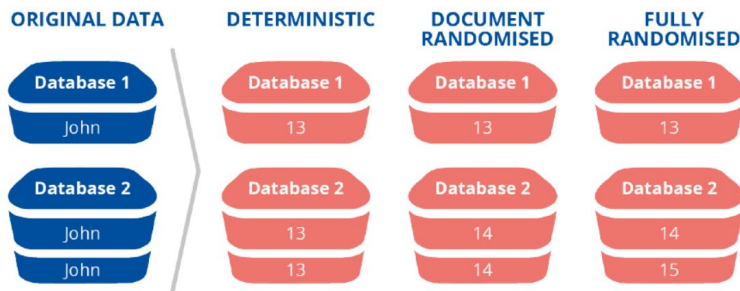 ORIGINAL DATA
DETERMINISTIC
DOCUMENT
RANDOMISED
FULLY
RANDOMISED
Database 1
Database 1
Database 1
Database 1
John
13
13
13
Database 2
Database 2
Database 2
Database 2
John
13
14
14
John
13
14
15